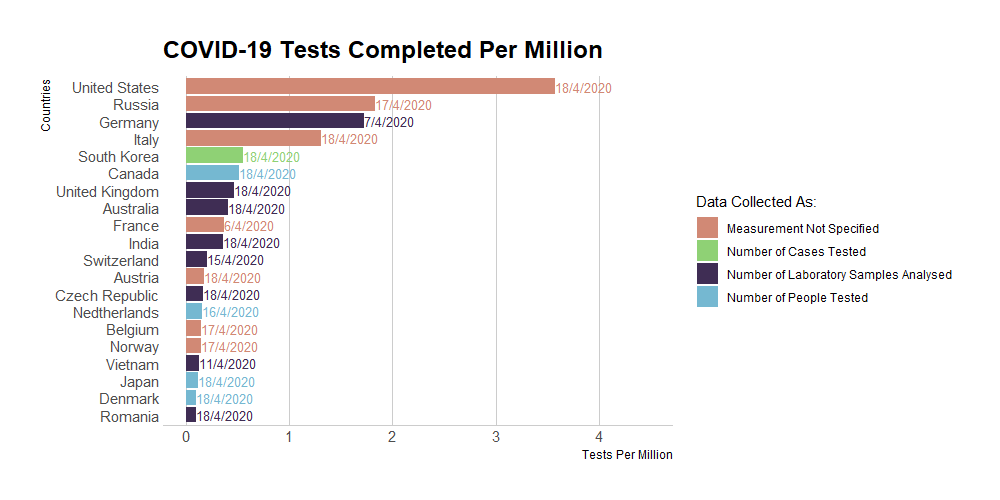 COVID-19 Tests Completed Per Million
Countries
United States 18/4/2020
Russia 17/4/2020
Germany 7/4/2020
Italy 18/4/2020
South Korea 18/4/2020
Canada 18/4/2020
United Kingdom 18/4/2020
Australia 18/4/2020
France 6/4/2020
India 18/4/2020
Switzerland 15/4/2020
Austria 18/4/2020
Czech Republic 18/4/2020
Nedtherlands 16/4/2020
Belgium 17/4/2020
Norway 17/4/2020
Vietnam 11/4/2020
Japan 18/4/2020
Denmark 18/4/2020
Romania 18/4/2020
0 1 2 3 4
Tests Per Million
Data Collected As:
Measurement Not Specified
Number of Cases Tested
Number of Laboratory Samples Analysed
Number of People Tested